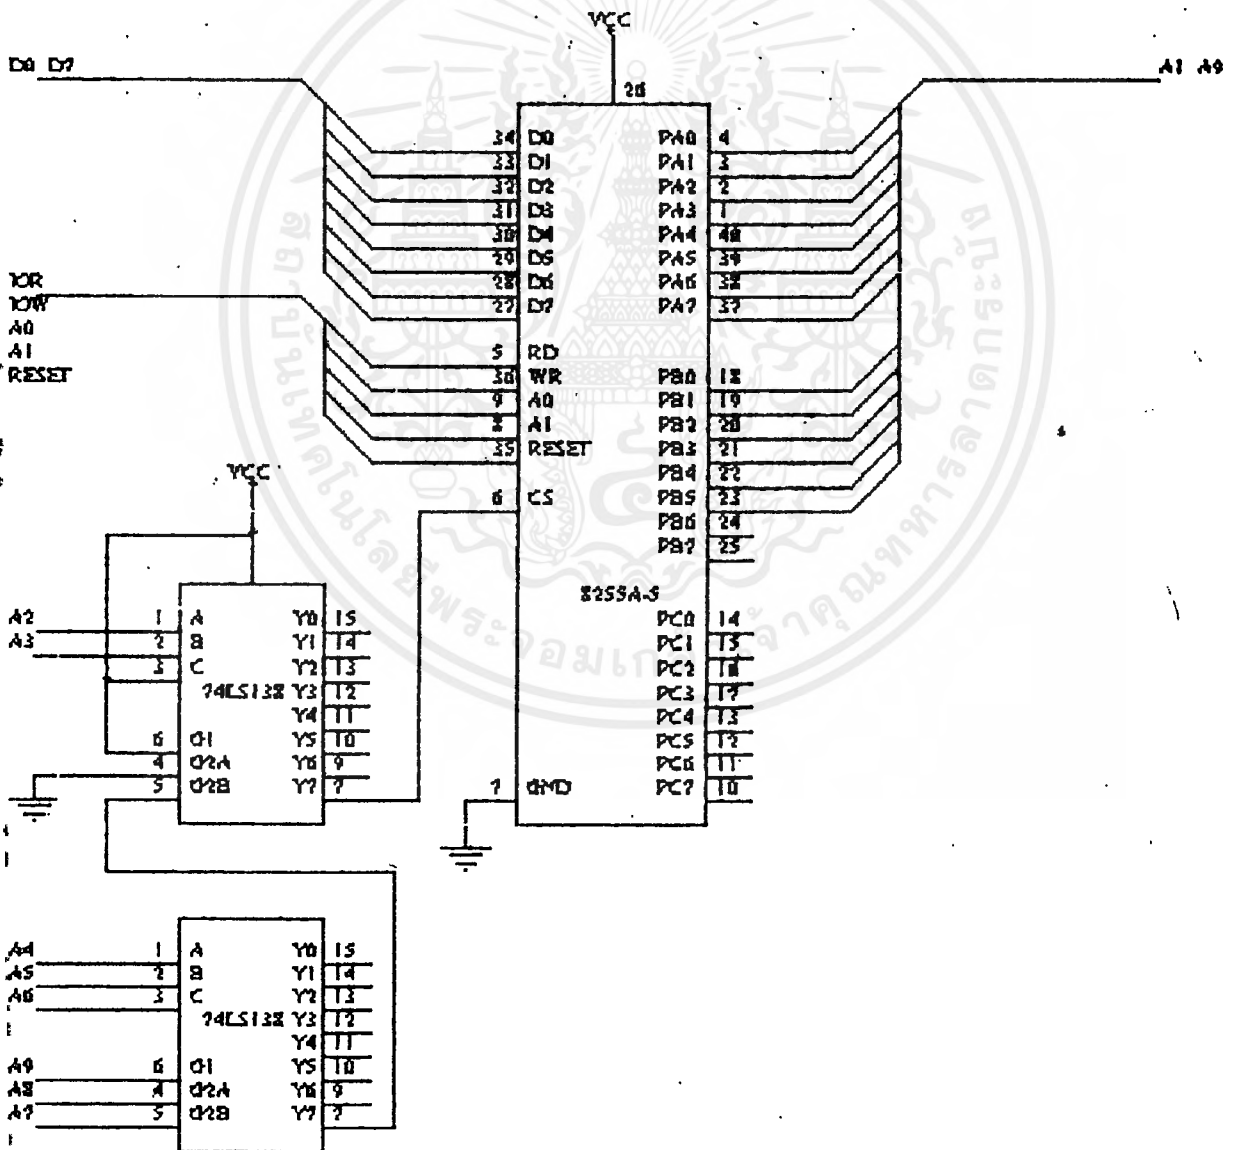 VCC
D0 D7
A1 A9
26
34 D0 PA0 4
33 D1 PA1 3
32 D2 PA2 2
31 D3 PA3 1
30 D4 PA4 40
29 D5 PA5 39
28 D6 PA6 38
27 D7 PA7 37
IOR
IOW
A0
A1
RESET
5 RD
36 WR PB0 18
9 A0 PB1 19
8 A1 PB2 20
35 RESET PB3 21
PB4 22
6 CS PB5 23
PB6 24
PB7 25
VCC
8255A-5
A2 1 A Y0 15
A3 2 B Y1 14
3 C Y2 13
74LS138 Y3 12
Y4 11
6 G1 Y5 10
4 G2A Y6 9
5 G2B Y7 7
PC0 14
PC1 15
PC2 16
PC3 17
PC4 13
PC5 12
PC6 11
7 GND PC7 10
A4 1 A Y0 15
A5 2 B Y1 14
A6 3 C Y2 13
74LS138 Y3 12
Y4 11
A9 6 G1 Y5 10
A8 4 G2A Y6 9
A7 5 G2B Y7 7